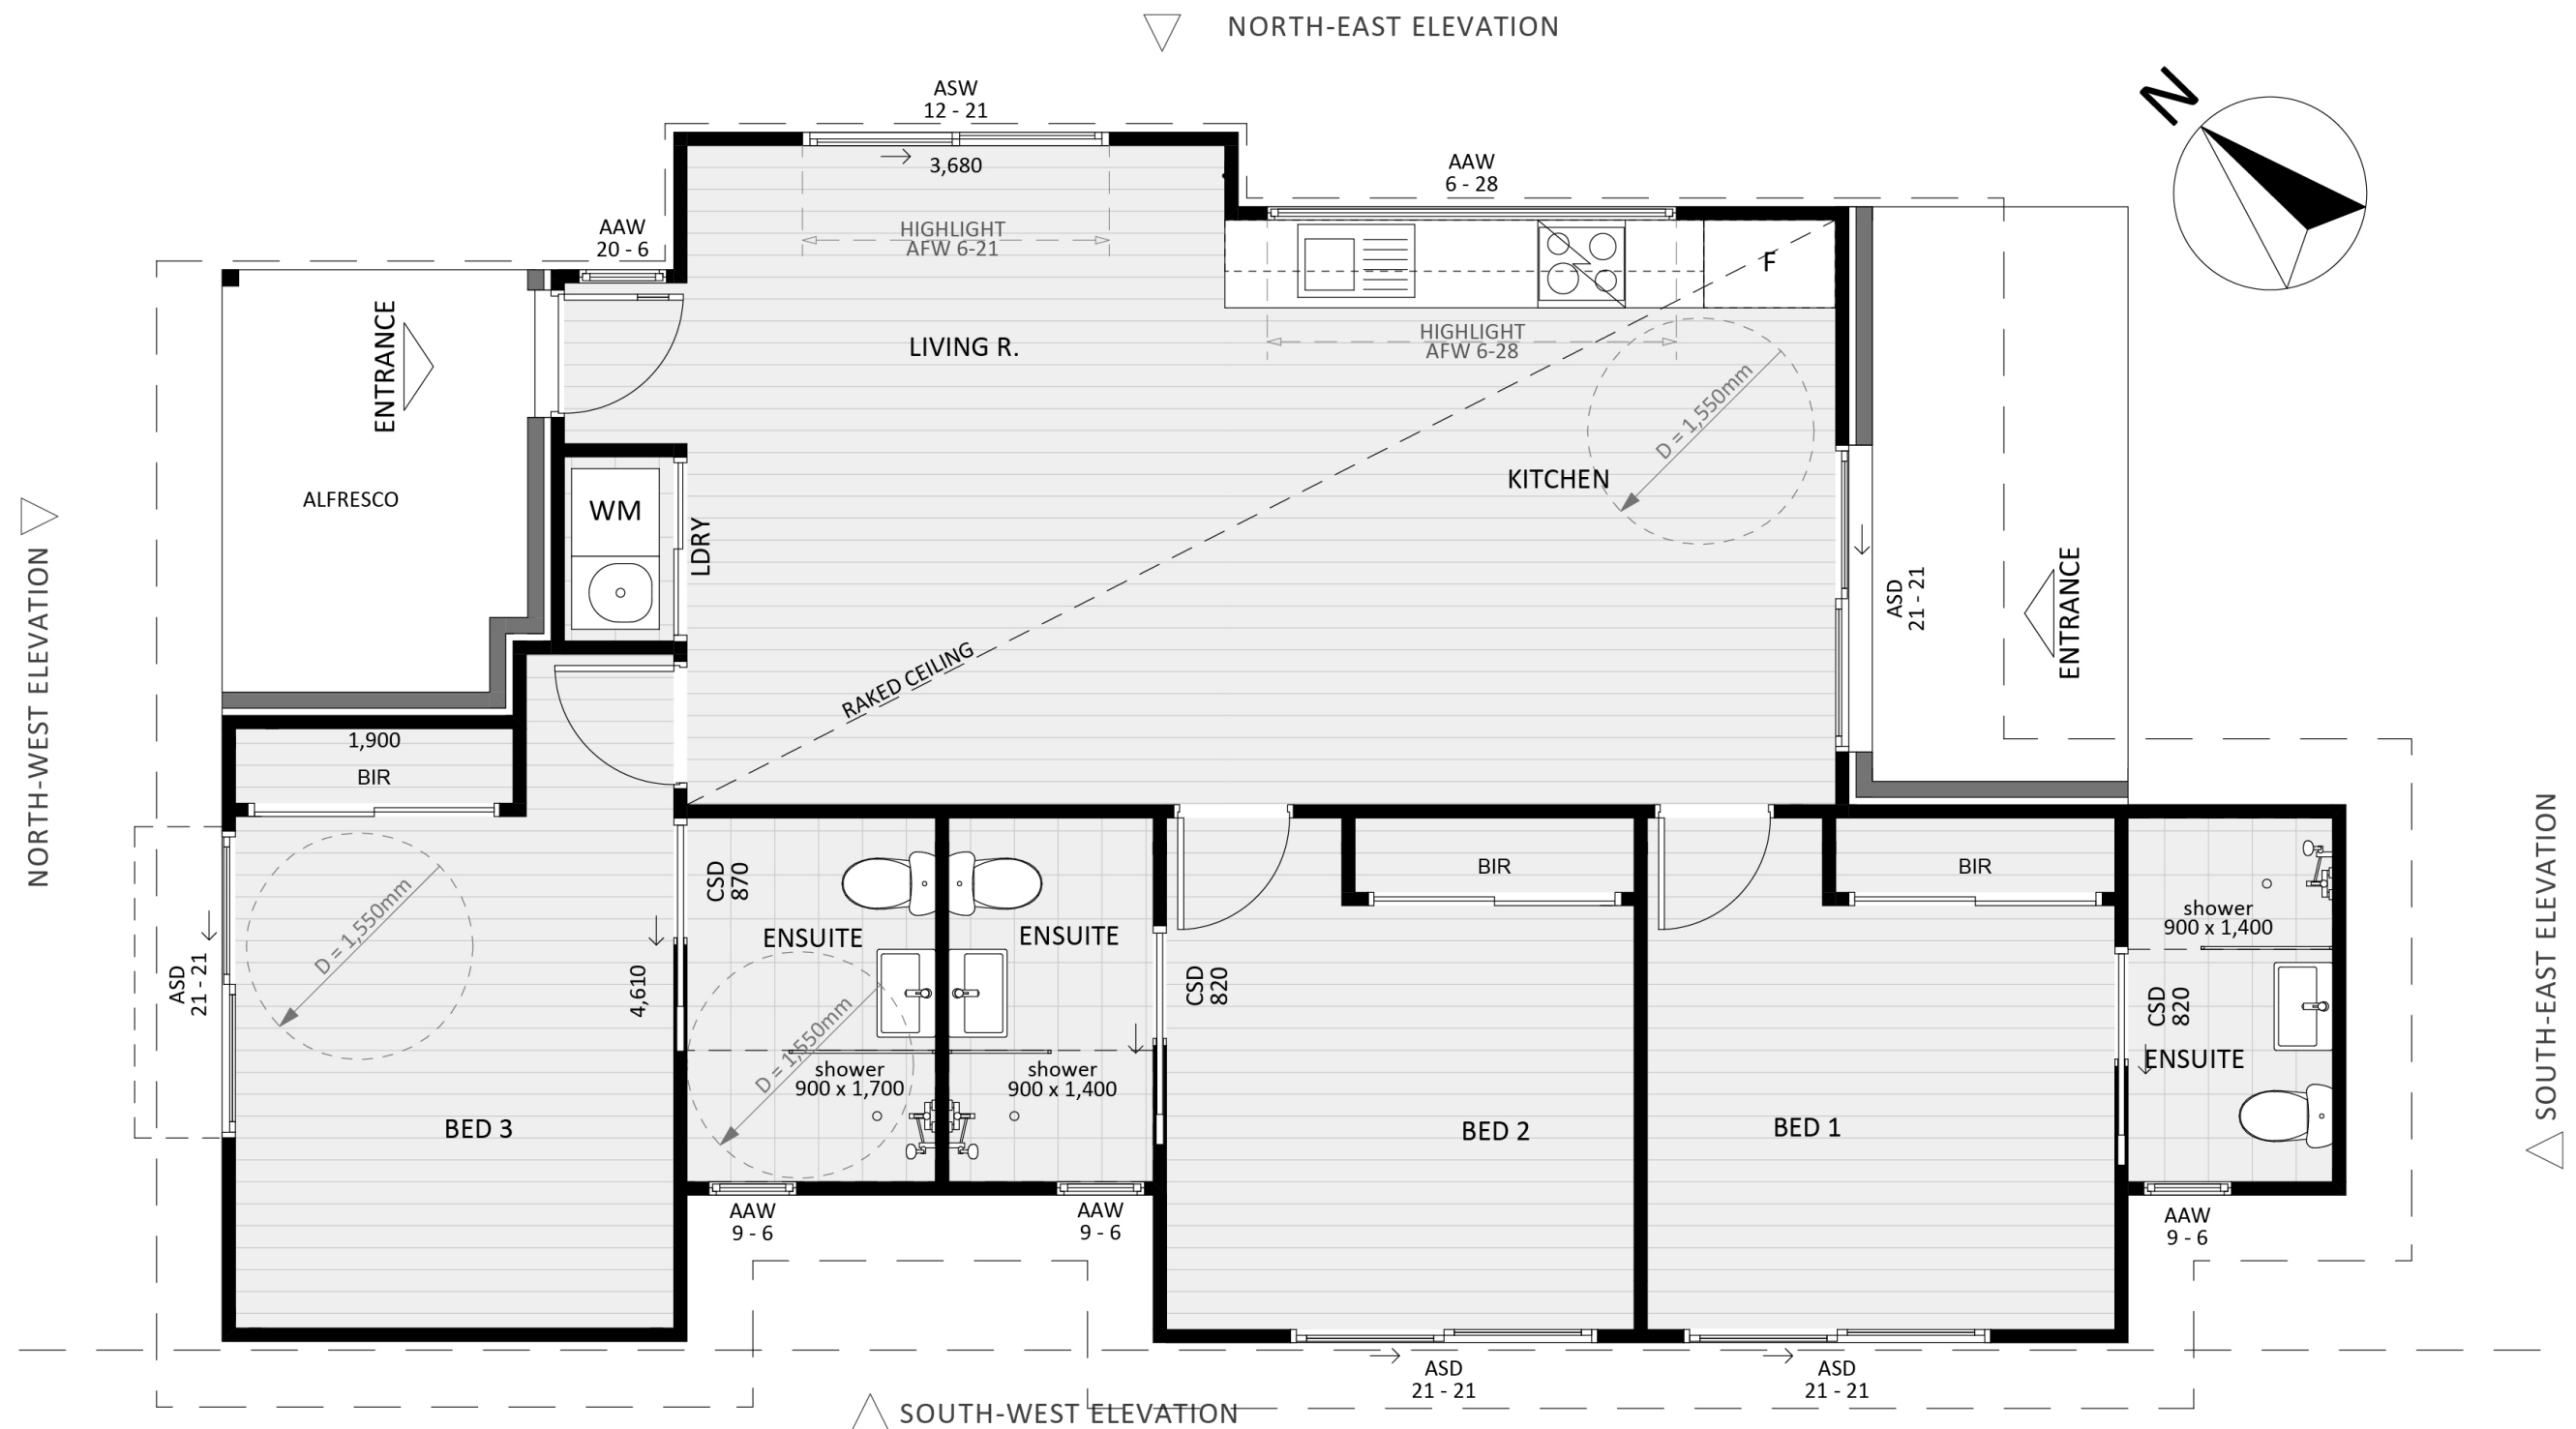 NORTH-EAST ELEVATION
N
ASW
12 - 21
3,680
HIGHLIGHT
AFW 6-21
AAW
6 - 28
AAW
20 - 6
F
ENTRANCE
LIVING R.
HIGHLIGHT
AFW 6-28
D = 1,550mm
KITCHEN
ALFRESCO
WM
LDRY
NORTH-WEST ELEVATION
ASD
21 - 21
ENTRANCE
RAKED CEILING
1,900
BIR
BIR
BIR
CSD
870
shower
900 x 1,400
ENSUITE
ENSUITE
D = 1,550mm
ASD
21 - 21
4,610
CSD
820
CSD
820
SOUTH-EAST ELEVATION
D = 1,550mm
shower
900 x 1,700
shower
900 x 1,400
ENSUITE
BED 3
BED 2
BED 1
AAW
9 - 6
AAW
9 - 6
AAW
9 - 6
ASD
21 - 21
ASD
21 - 21
SOUTH-WEST ELEVATION